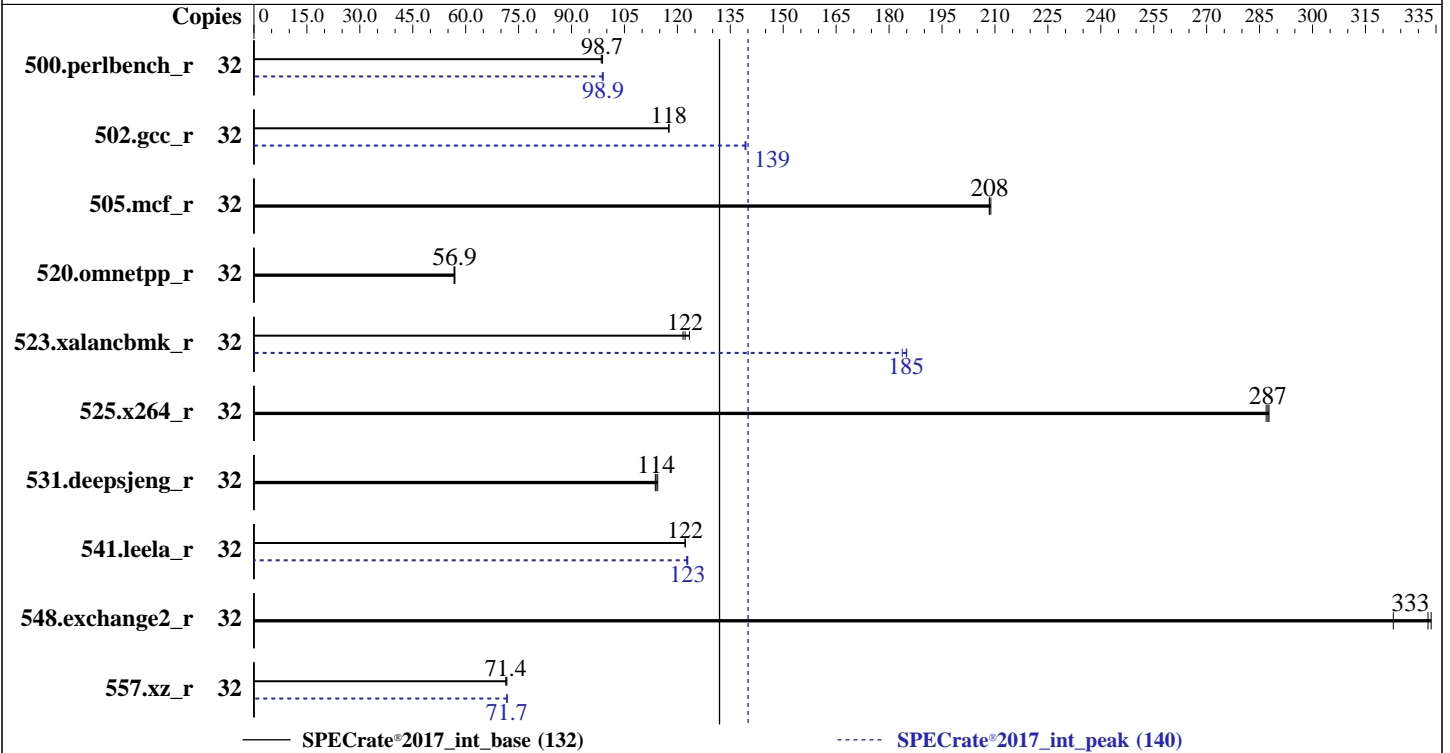 Copies 0 15.0 30.0 45.0 60.0 75.0 90.0 105 120 135 150 165 180 195 210 225 240 255 270 285 300 315 335
98.7
500.perlbench_r 32
98.9
118
502.gcc_r 32
139
208
505.mcf_r 32
56.9
520.omnetpp_r 32
122
523.xalancbmk_r 32
185
287
525.x264_r 32
114
531.deepsjeng_r 32
122
541.leela_r 32
123
333
548.exchange2_r 32
71.4
557.xz_r 32
71.7
SPECrate®2017_int_base (132) SPECrate®2017_int_peak (140)